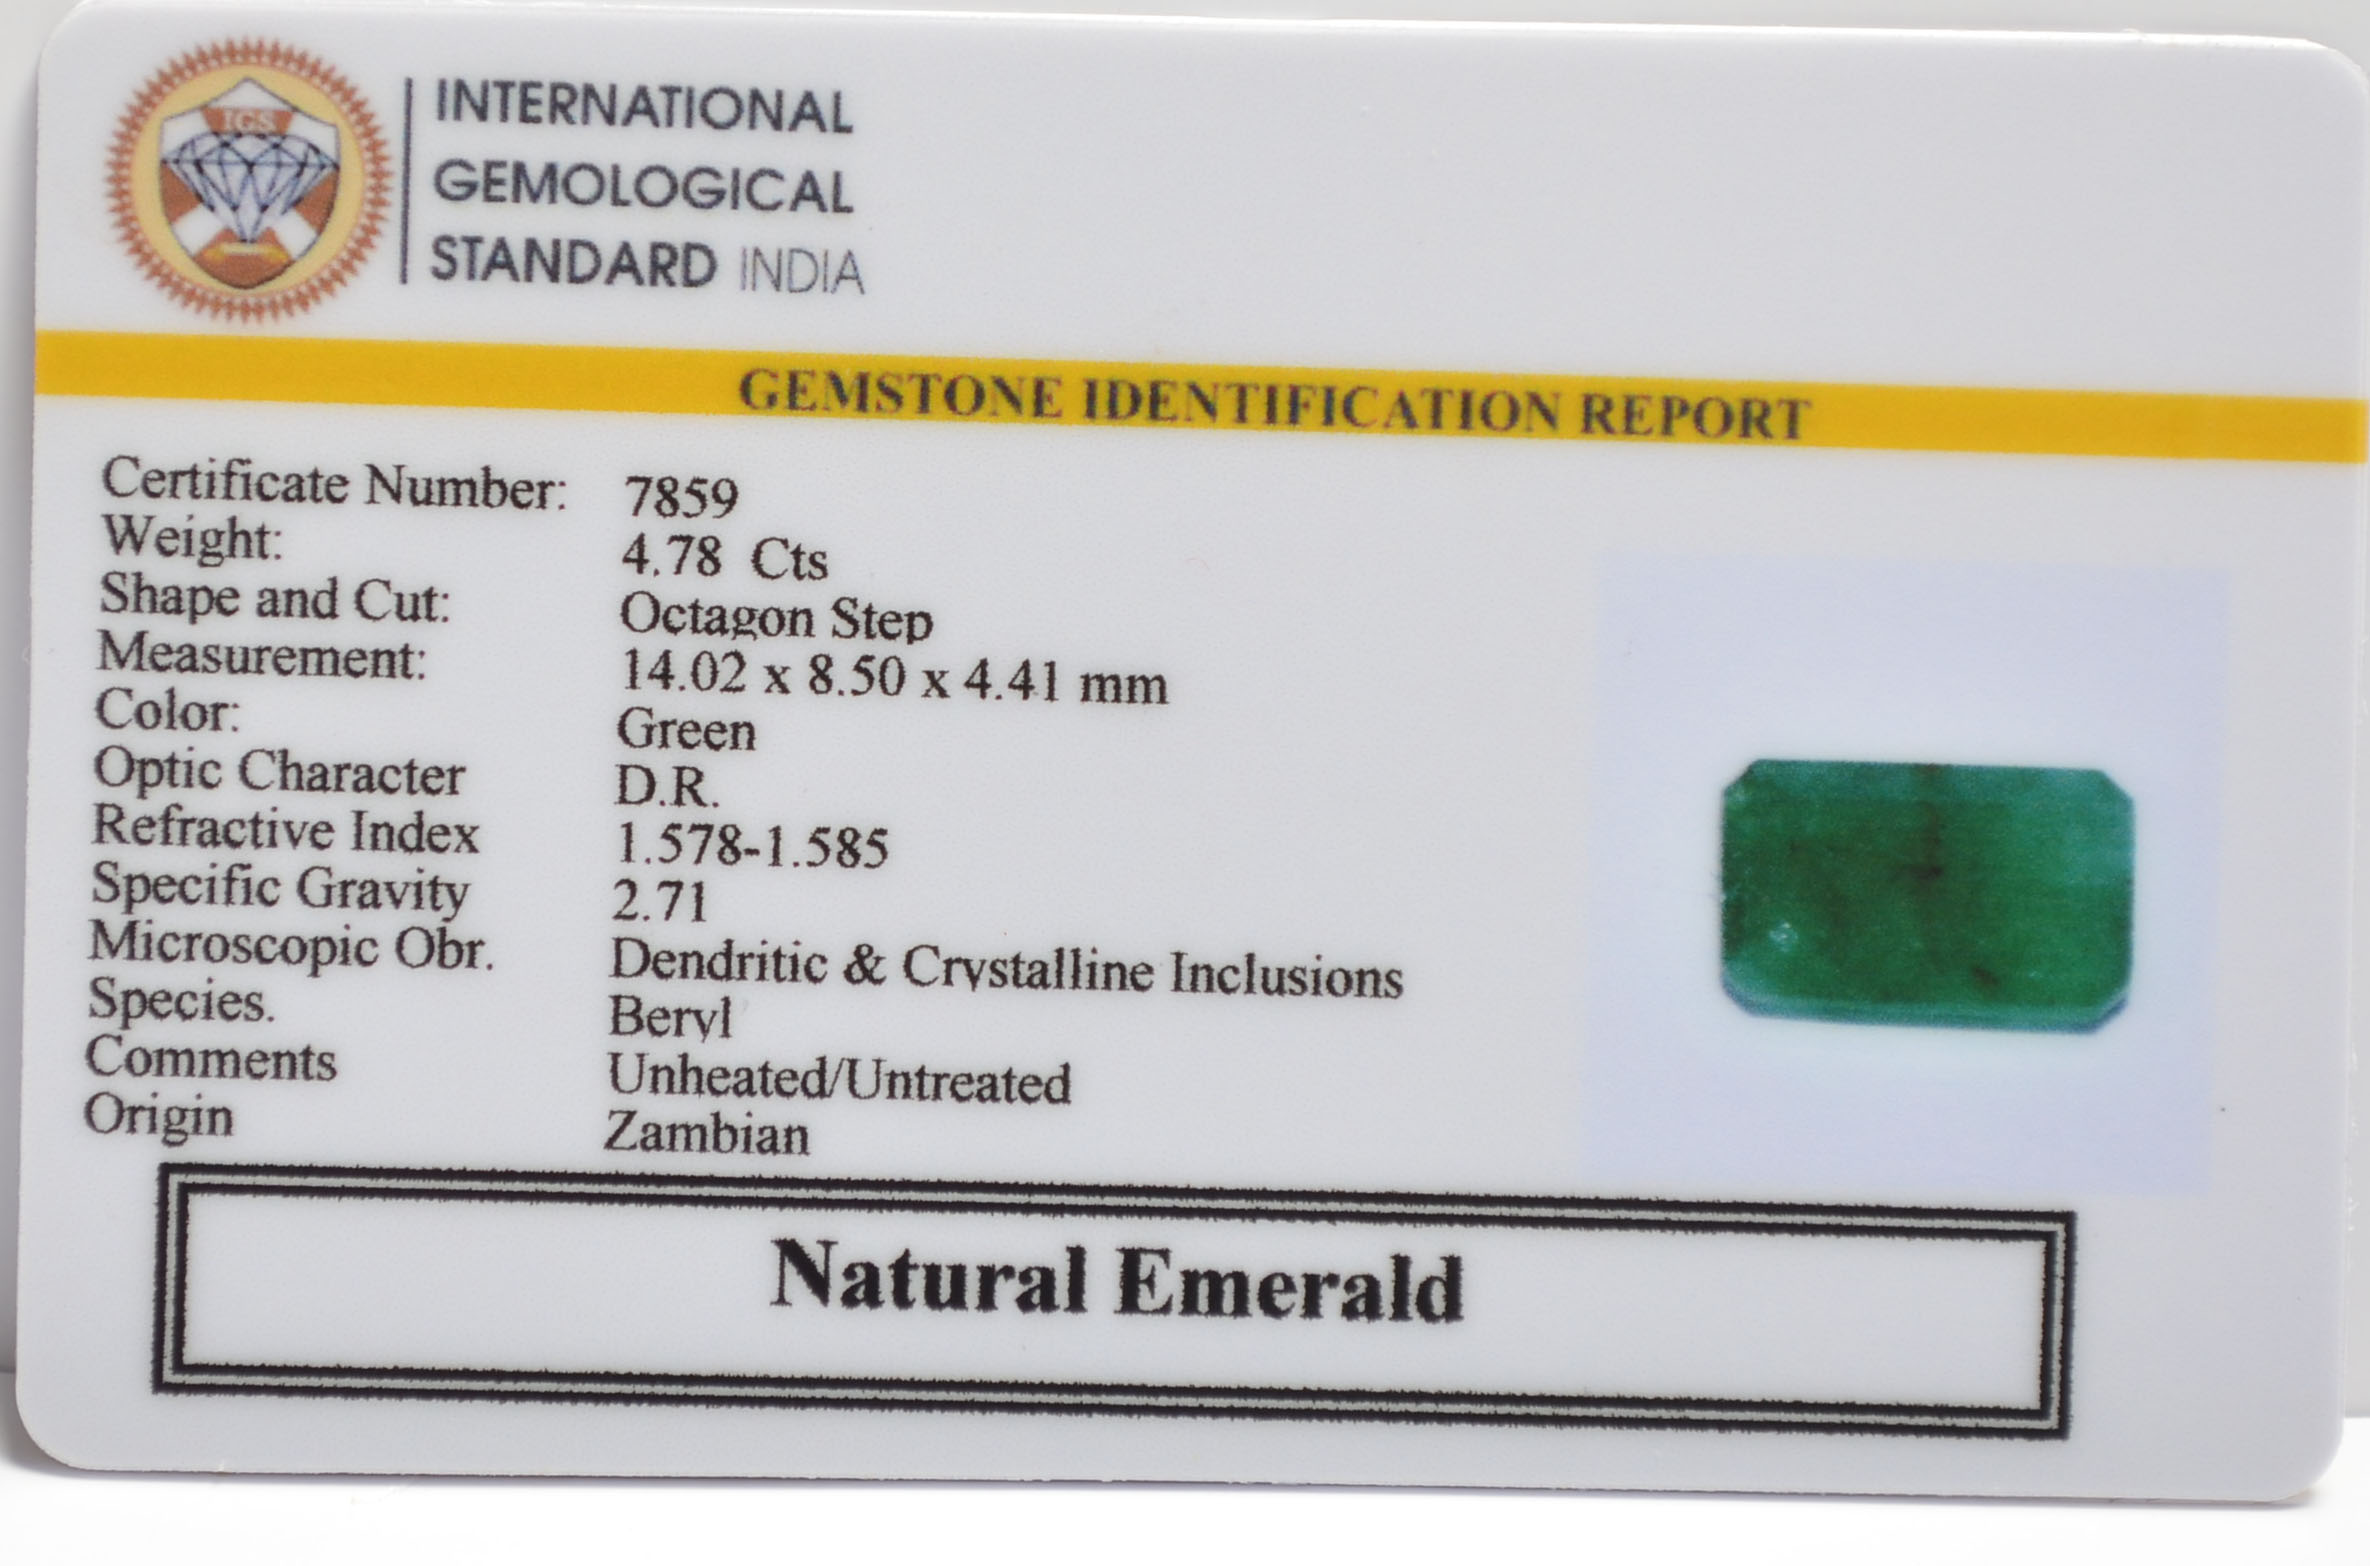 IGS
INTERNATIONAL
GEMOLOGICAL
STANDARD INDIA
GEMSTONE IDENTIFICATION REPORT
Certificate Number: 7859
Weight: 4.78 Cts
Shape and Cut: Octagon Step
Measurement: 14.02 x 8.50 x 4.41 mm
Color: Green
Optic Character D.R.
Refractive Index 1.578-1.585
Specific Gravity 2.71
Microscopic Obr. Dendritic & Crystalline Inclusions
Species. Beryl
Comments Unheated/Untreated
Origin Zambian
Natural Emerald